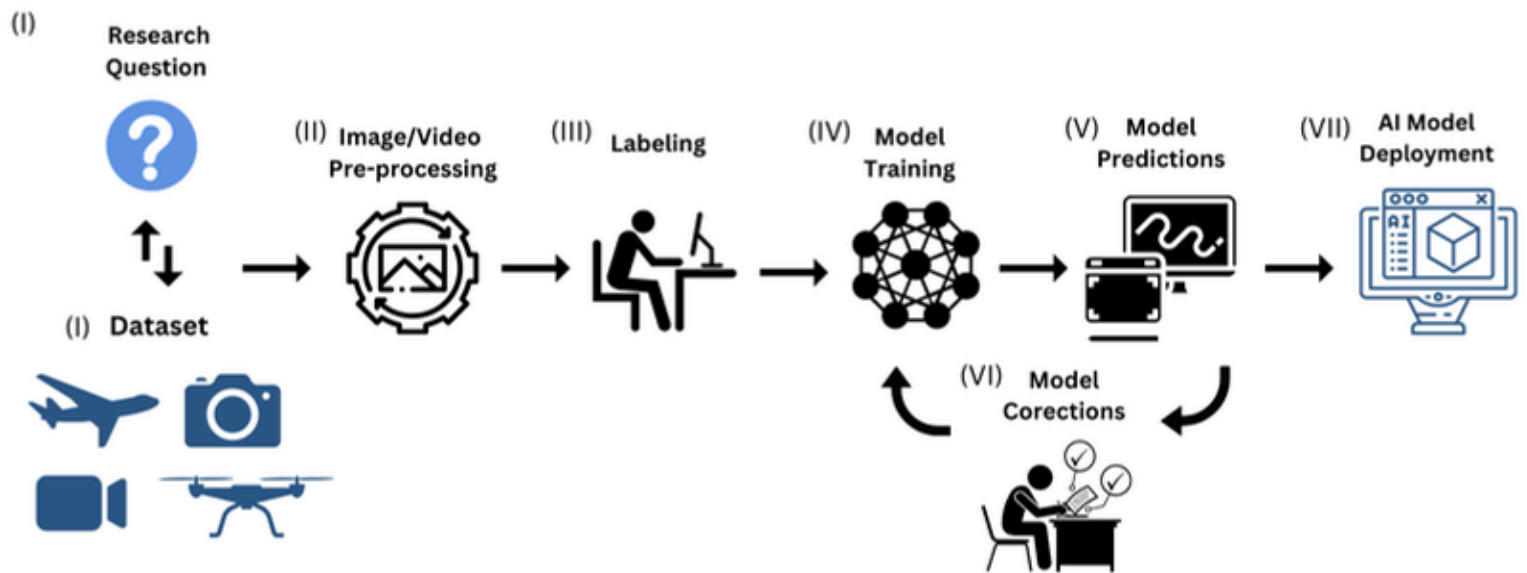 (I)
Research
Question
(I) Dataset
(II) Image/Video
Pre-processing
(III) Labeling
(IV) Model
Training
(V) Model
Predictions
(VI) Model
Corections
(VII) AI Model
Deployment
AI